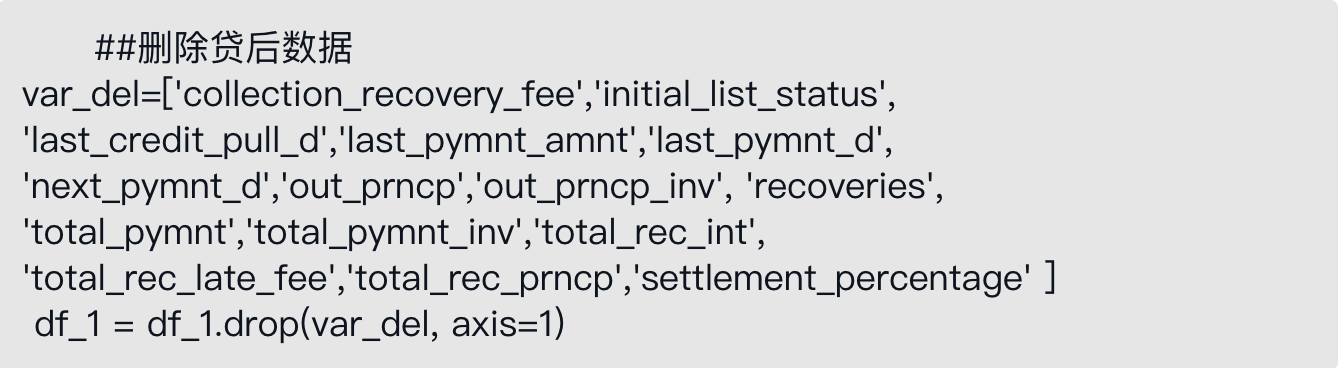 ##删除贷后数据
var_del=['collection_recovery_fee','initial_list_status',
'last_credit_pull_d','last_pymnt_amnt','last_pymnt_d',
'next_pymnt_d','out_prncp','out_prncp_inv', 'recoveries',
'total_pymnt','total_pymnt_inv','total_rec_int',
'total_rec_late_fee','total_rec_prncp','settlement_percentage' ]
df_1 = df_1.drop(var_del, axis=1)